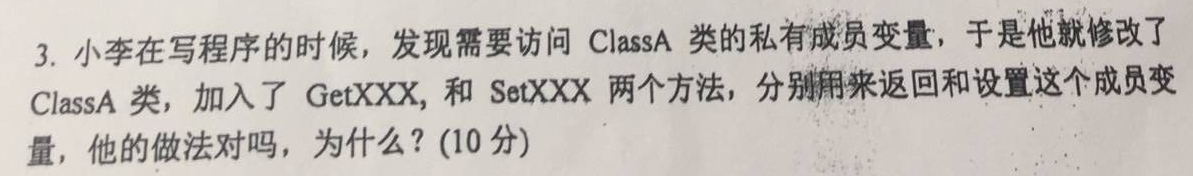 3. 小李在写程序的时候，发现需要访问 ClassA 类的私有成员变量，于是他就修改了
ClassA 类，加入了 GetXXX, 和 SetXXX 两个方法，分别用来返回和设置这个成员变
量，他的做法对吗，为什么？(10 分)